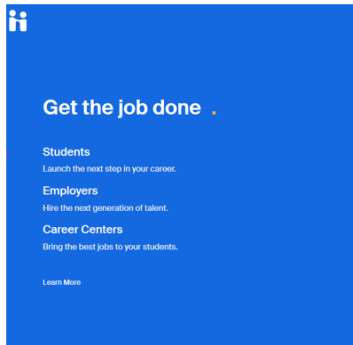 Get the job done .
Students
Launch the next step in your career.
Employers
Hire the next generation of talent.
Career Centers
Bring the best jobs to your students.
Learn More